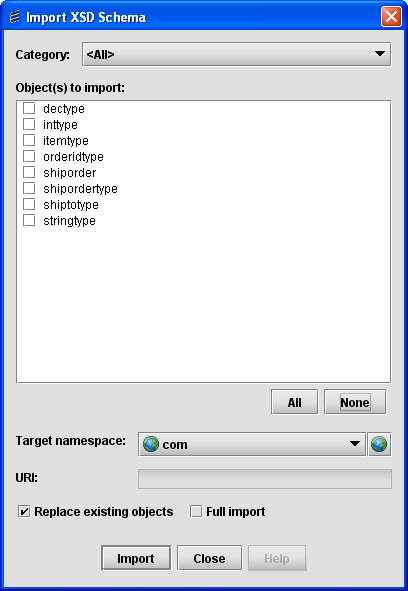 Import XSD Schema
Category: <All>
Object(s) to import:
dectype
inttype
itemtype
orderidtype
shiporder
shipordertype
shiptotype
stringtype
All None
Target namespace: com
URI:
Replace existing objects Full import
Import Close Help